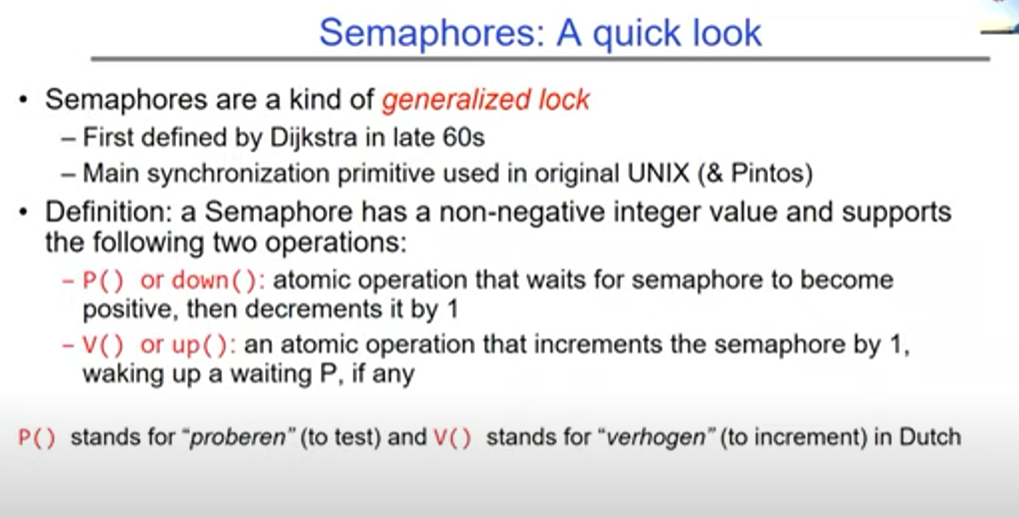 Semaphores: A quick look
• Semaphores are a kind of generalized lock
– First defined by Dijkstra in late 60s
– Main synchronization primitive used in original UNIX (& Pintos)
• Definition: a Semaphore has a non-negative integer value and supports
the following two operations:
– P() or down(): atomic operation that waits for semaphore to become
positive, then decrements it by 1
– V() or up(): an atomic operation that increments the semaphore by 1,
waking up a waiting P, if any
P() stands for “proberen” (to test) and V() stands for “verhogen” (to increment) in Dutch